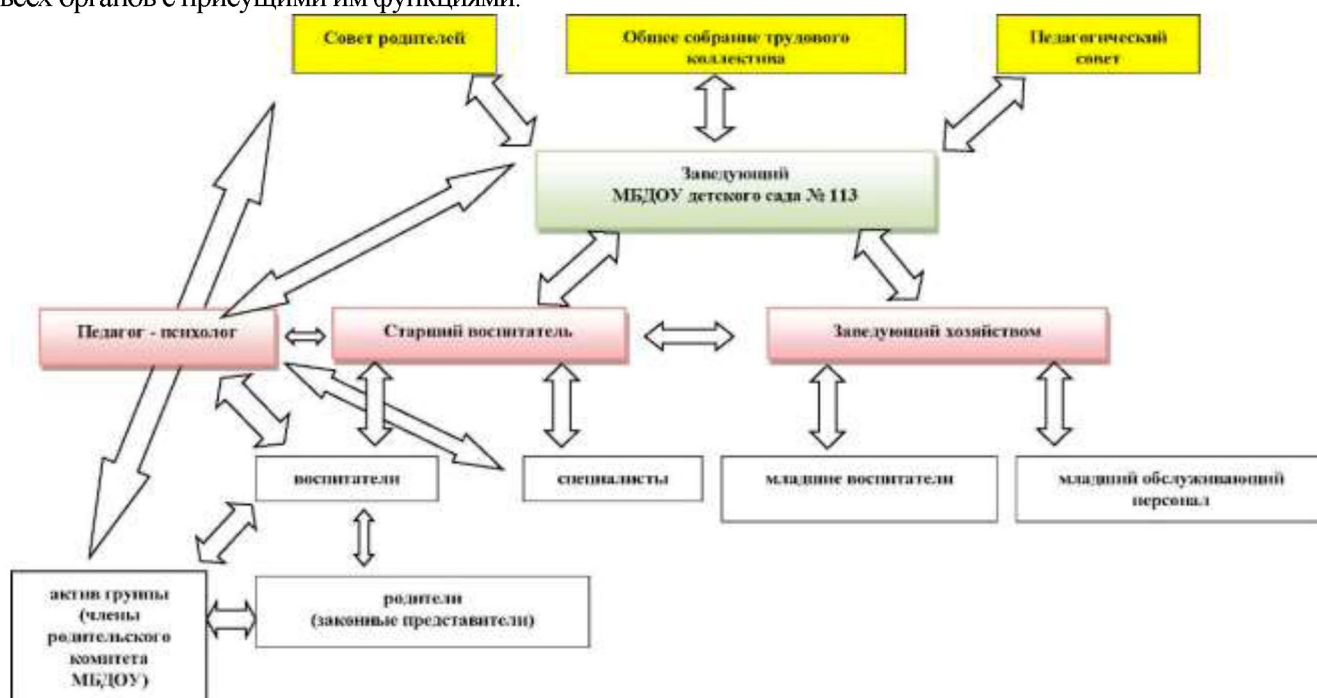 всех органов с присущими им функциями.
Совет родителей
Общее собрание трудового
коллектива
Педагогический
совет
Заведующий
МБДОУ детского сада № 113
Педагог - психолог
Старший воспитатель
Заведующий хозяйством
воспитатели
специалисты
младшие воспитатели
младший обслуживающий
персонал
актив группы
(члены
родительского
комитета
МБДОУ)
родители
(законные представители)